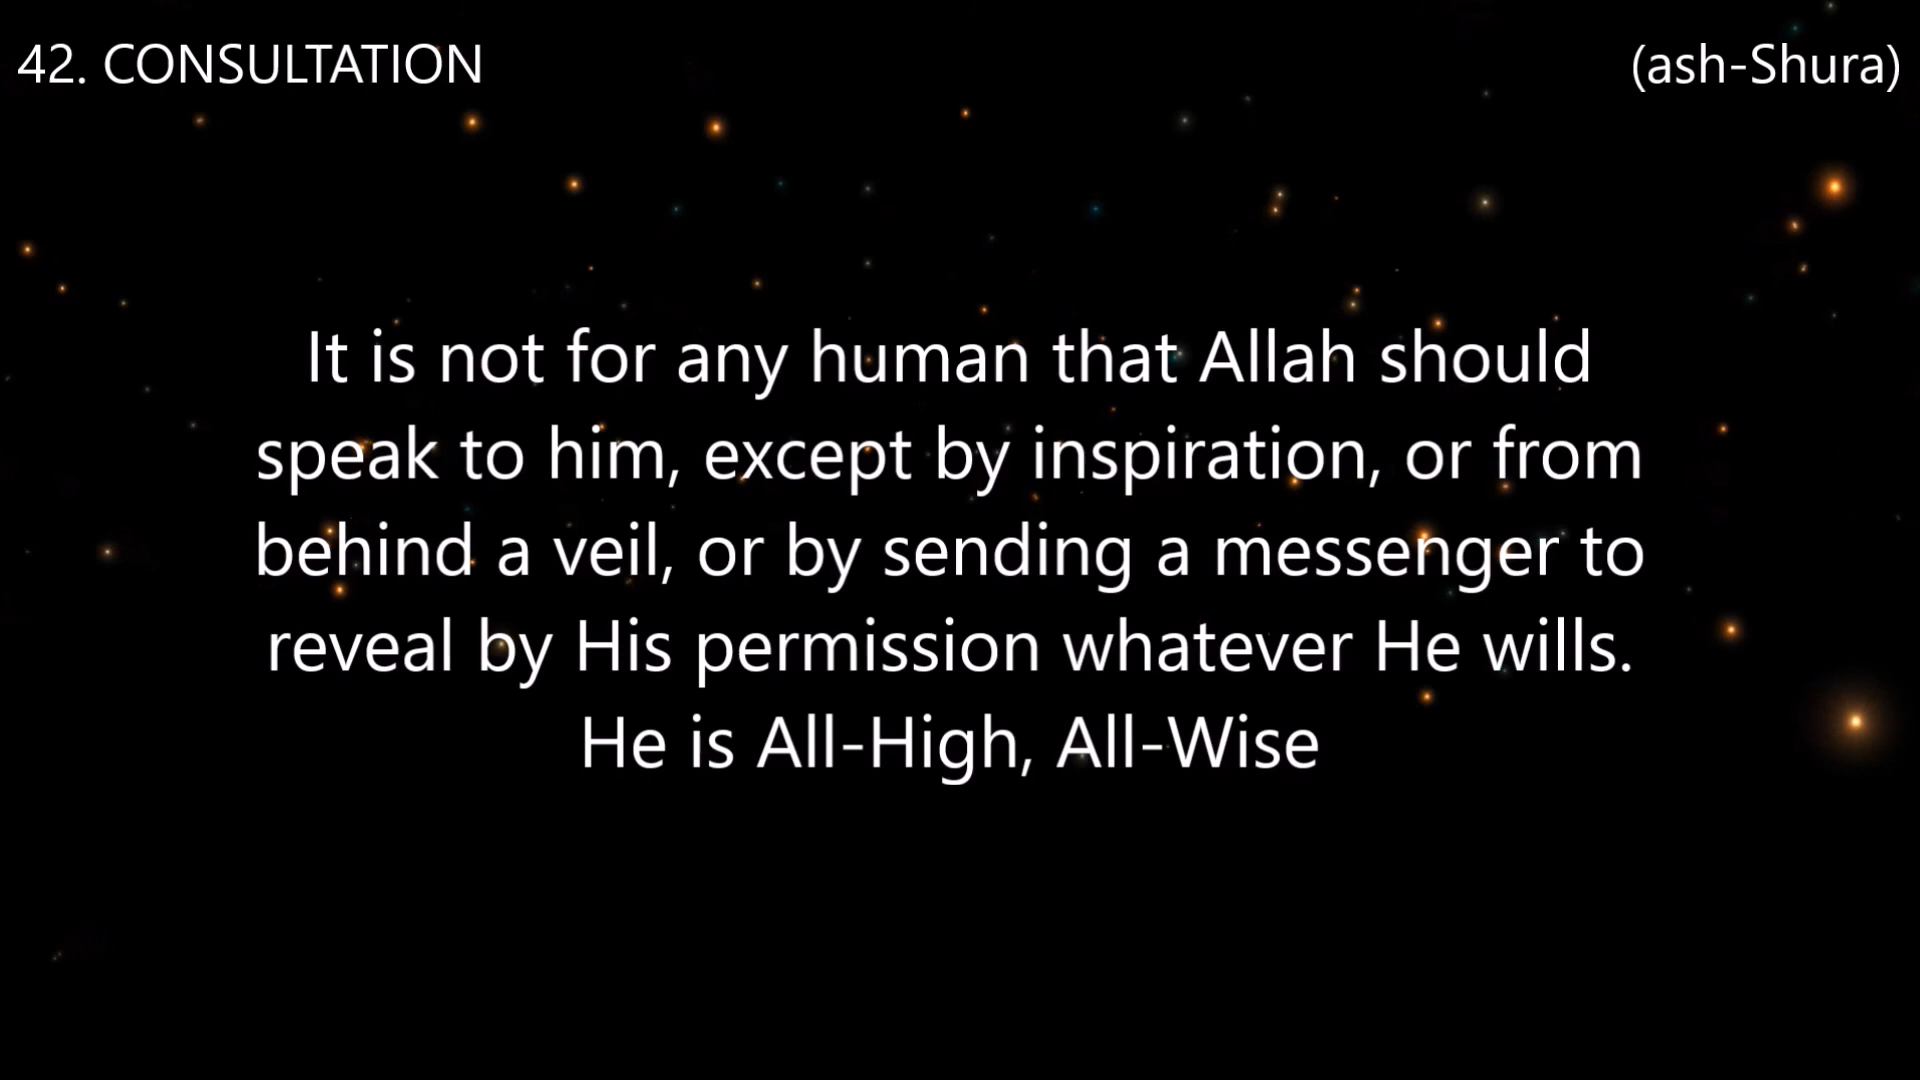 42. CONSULTATION
(ash-Shura)
It is not for any human that Allah should
speak to him, except by inspiration, or from
behind a veil, or by sending a messenger to
reveal by His permission whatever He wills.
He is All-High, All-Wise